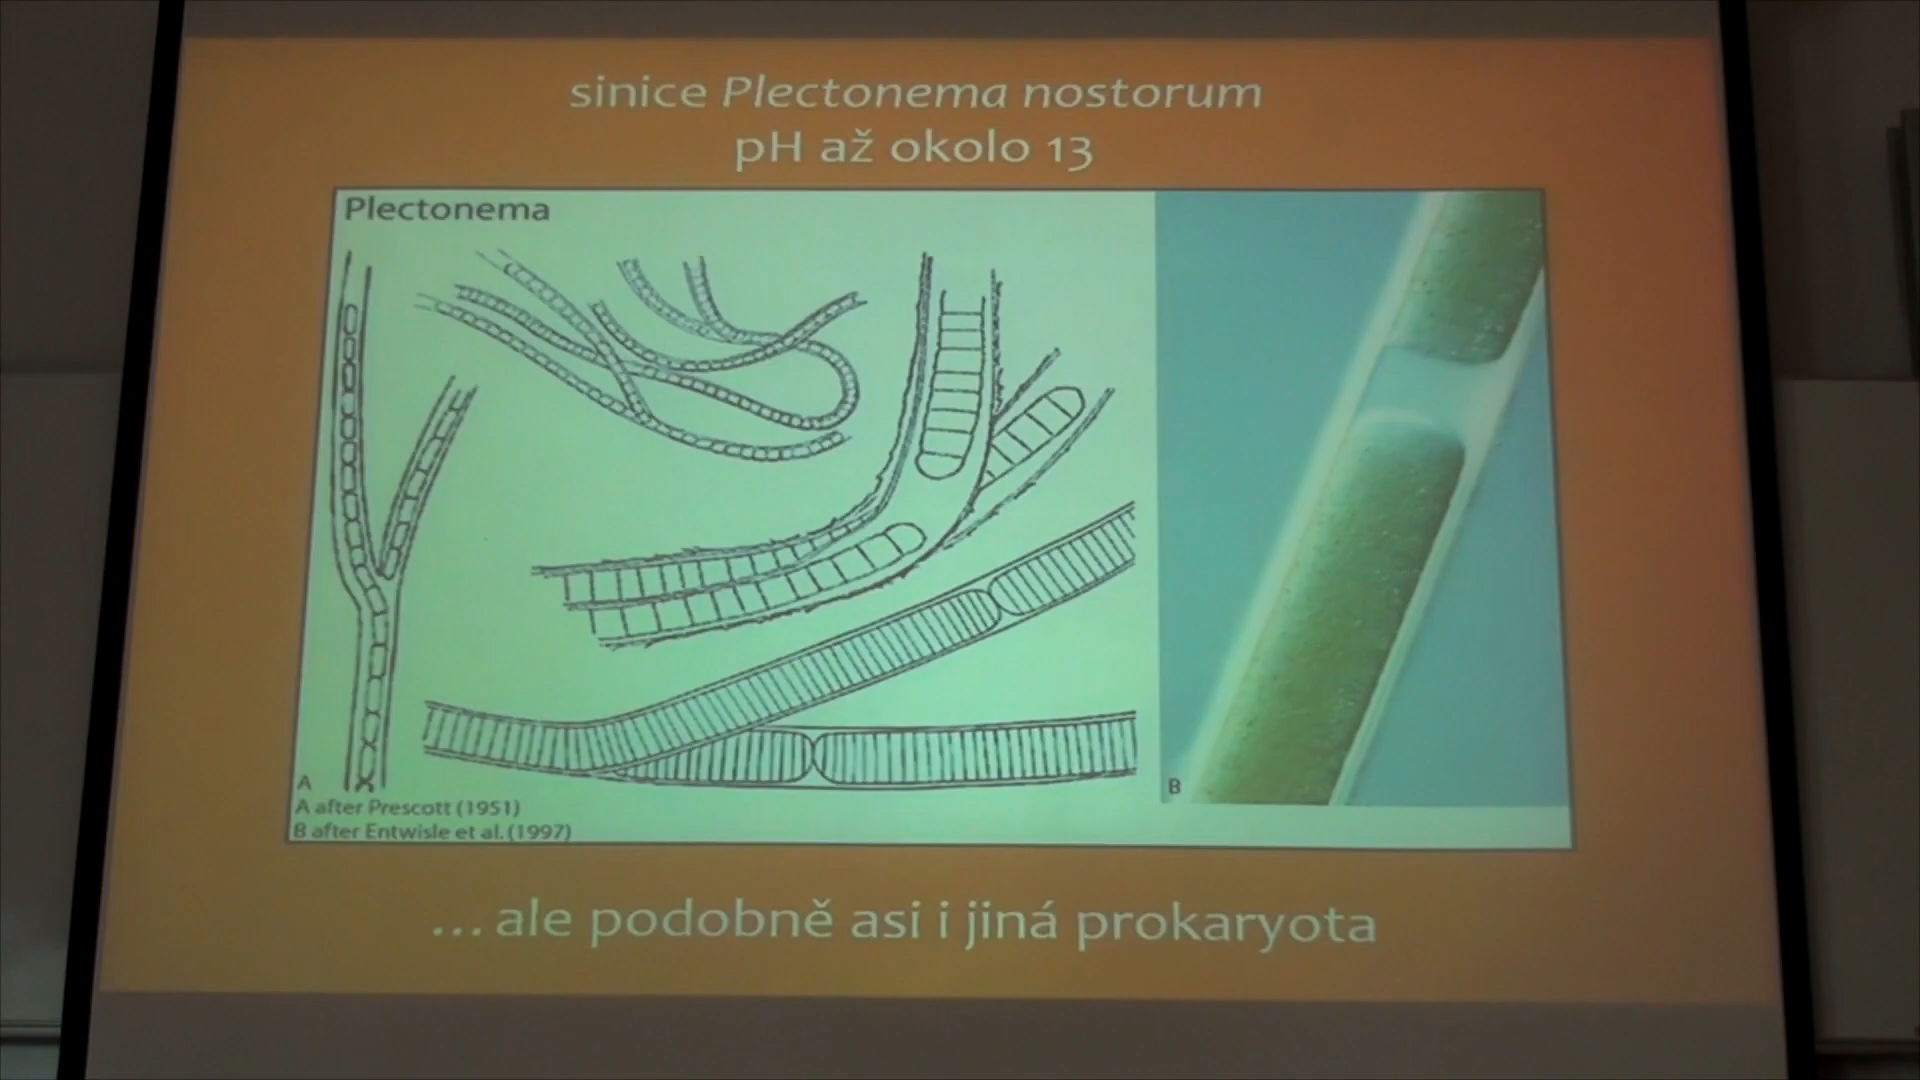 sinice Plectonema nostorum
pH až okolo 13
Plectonema
A
B
A after Prescott (1951)
B after Entwisle et al. (1997)
... ale podobně asi i jiná prokaryota